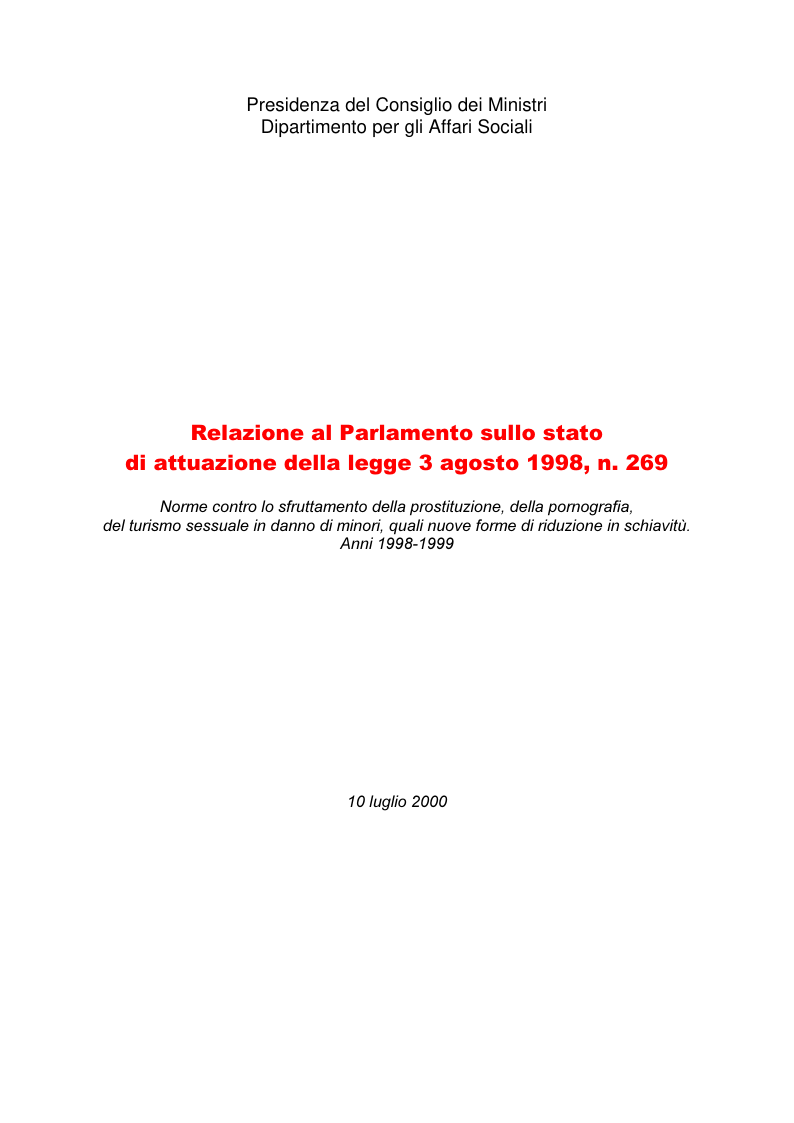 Presidenza del Consiglio dei Ministri
Dipartimento per gli Affari Sociali
Relazione al Parlamento sullo stato
di attuazione della legge 3 agosto 1998, n. 269
Norme contro lo sfruttamento della prostituzione, della pornografia,
del turismo sessuale in danno di minori, quali nuove forme di riduzione in schiavitù.
Anni 1998-1999
10 luglio 2000